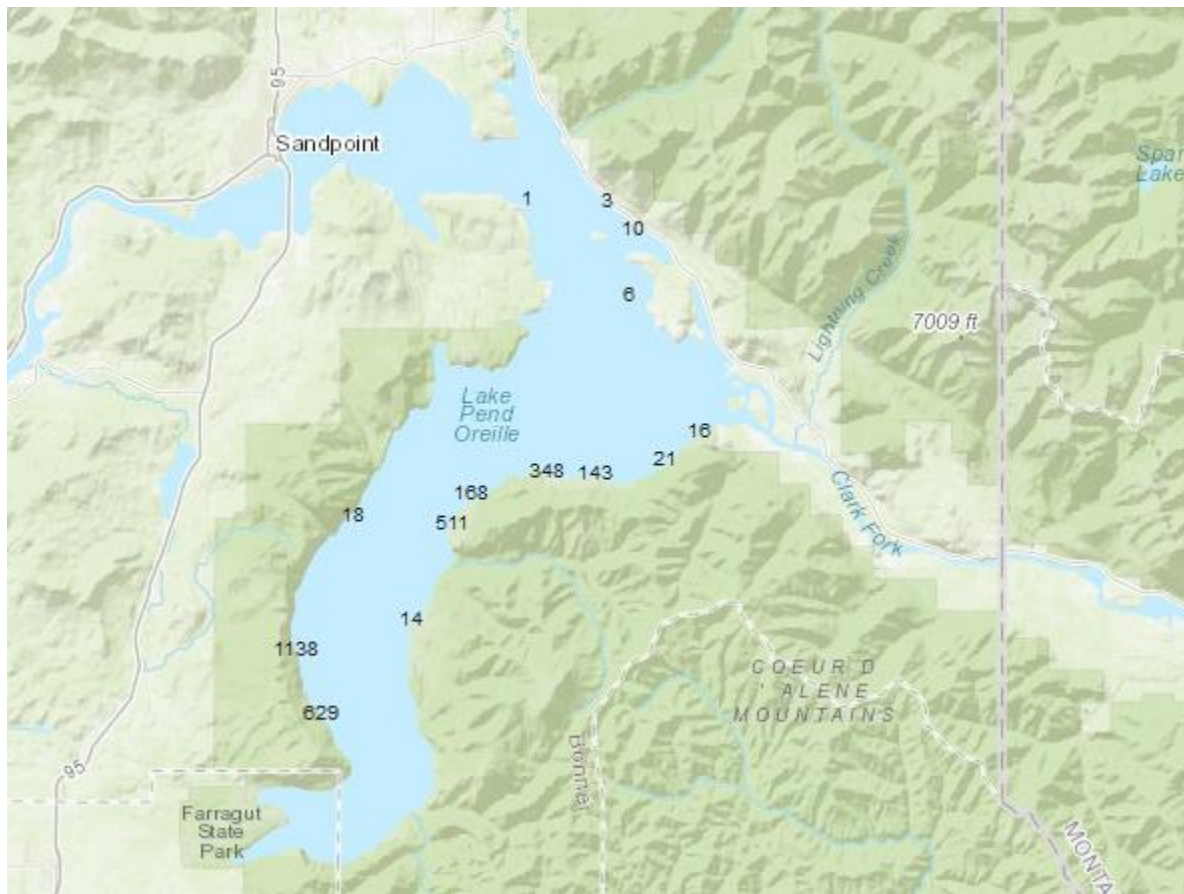 95
Sandpoint
Spar
Lake
1
3
10
Lightning Creek
6
7009 ft
Lake
Pend
Oreille
16
21
348
143
168
18
511
Clark Fork
14
1138
COEUR D
' ALENE
MOUNTAINS
629
95
Bonner
Farragut
State
Park
MONTA